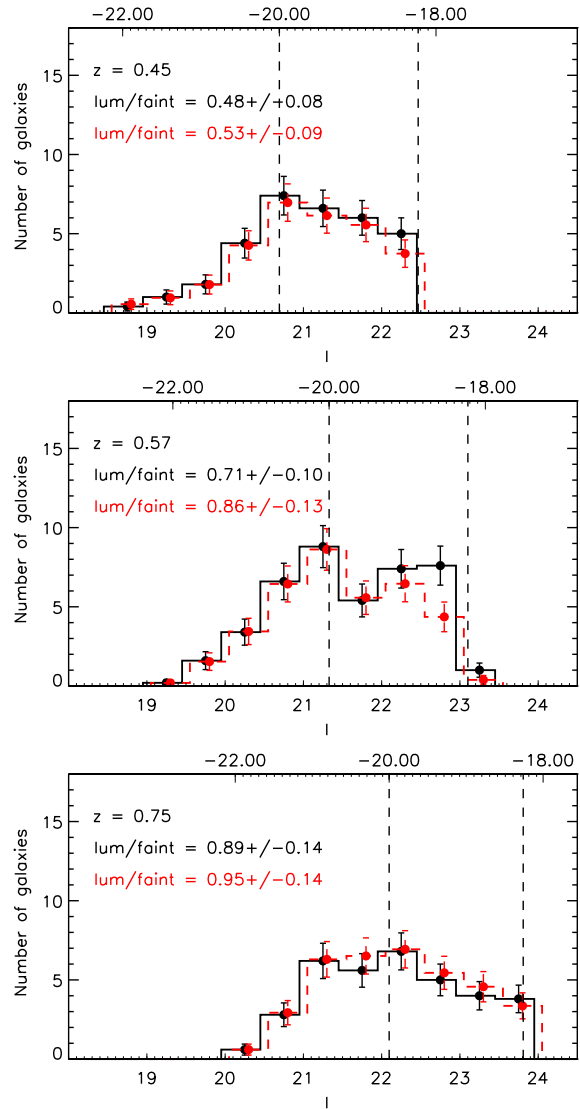 −22.00 −20.00 −18.00
z = 0.45
lum/faint = 0.48+/−0.08
lum/faint = 0.53+/−0.09
Number of galaxies
15
10
5
0
19 20 21 22 23 24
I
−22.00 −20.00 −18.00
z = 0.57
lum/faint = 0.71+/−0.10
lum/faint = 0.86+/−0.13
Number of galaxies
15
10
5
0
19 20 21 22 23 24
I
−22.00 −20.00 −18.00
z = 0.75
lum/faint = 0.89+/−0.14
lum/faint = 0.95+/−0.14
Number of galaxies
15
10
5
0
19 20 21 22 23 24
I